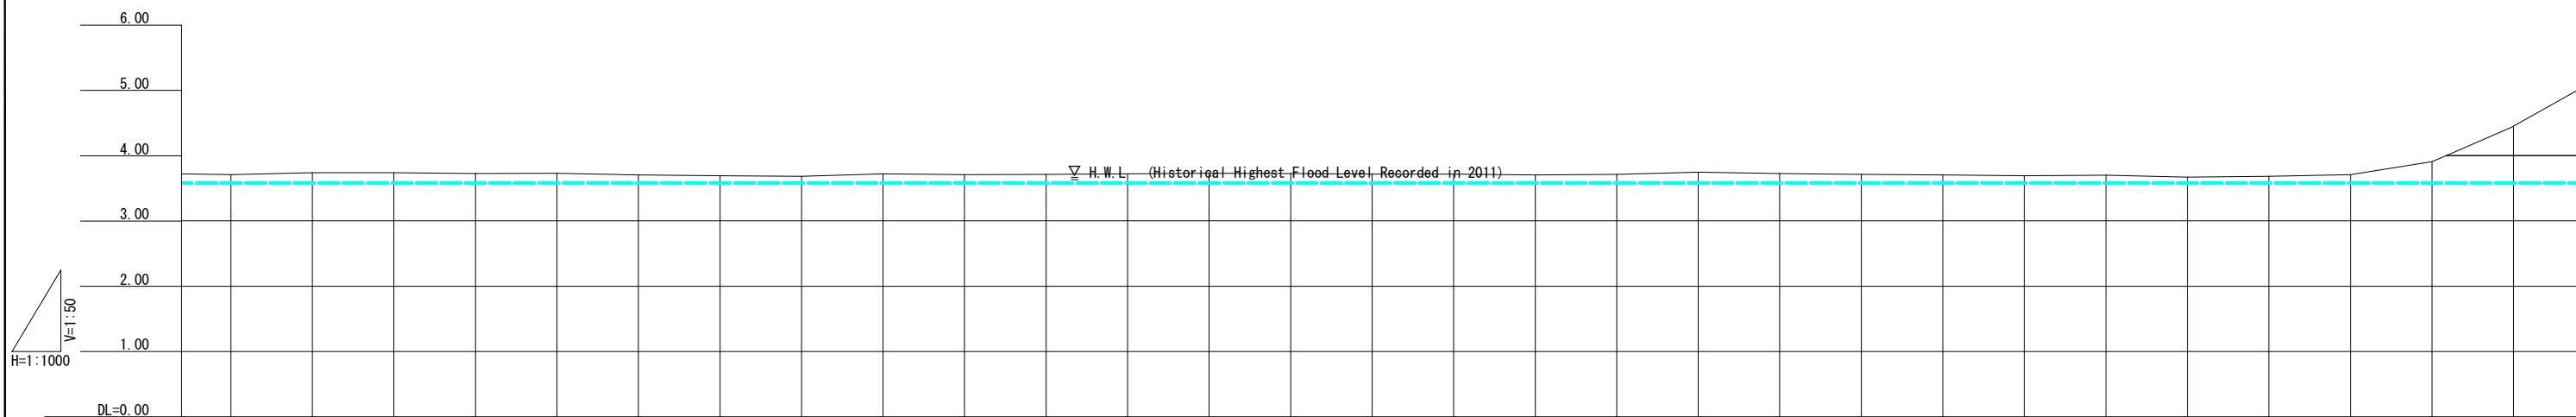 6.00
5.00
4.00
▽ H.W.L (Historical Highest Flood Level Recorded in 2011)
3.00
2.00
V=1:50
1.00
H=1:1000
DL=0.00